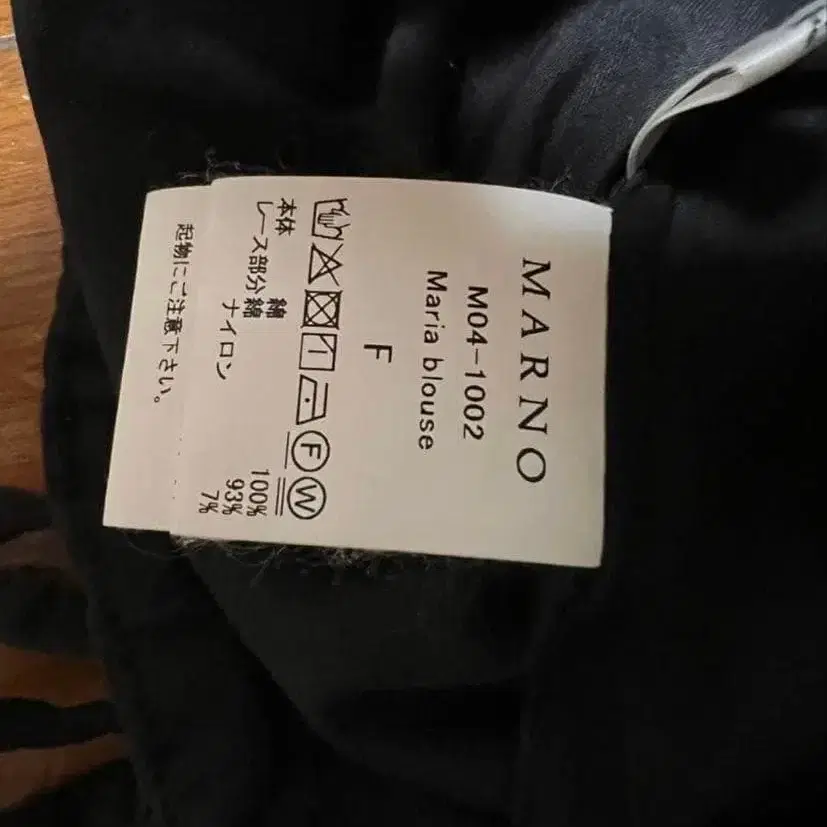 MARNO
M04-1002
Maria blouse
F
F W
本体 綿 100%
レース部分 綿 93%
ナイロン 7%
起物にご注意下さい。